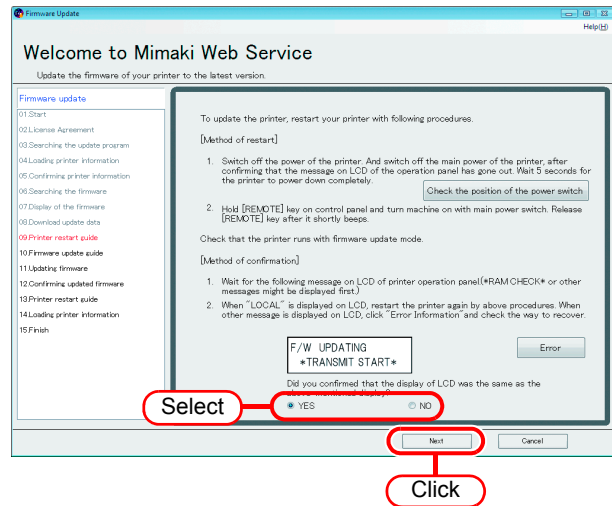 Firmware Update
Help(H)
Welcome to Mimaki Web Service
Update the firmware of your printer to the latest version.
Firmware update
01.Start
02.License Agreement
03.Searching the update program
04.Loading printer information
05.Confirming printer information
06.Searching the firmware
07.Display of the firmware
08.Download update data
09.Printer restart guide
10.Firmware update guide
11.Updating firmware
12.Confirming updated firmware
13.Printer restart guide
14.Loading printer information
15.Finish
To update the printer, restart your printer with following procedures.
[Method of restart]
1. Switch off the power of the printer. And switch off the main power of the printer, after
confirming that the message on LCD of the operation panel has gone out. Wait 5 seconds for
the printer to power down completely.
Check the position of the power switch
2. Hold [REMOTE] key on control panel and turn machine on with main power switch. Release
[REMOTE] key after it shortly beeps.
Check that the printer runs with firmware update mode.
[Method of confirmation]
1. Wait for the following message on LCD of printer operation panel.(*RAM CHECK* or other
messages might be displayed first.)
2. When "LOCAL" is displayed on LCD, restart the printer again by above procedures. When
other message is displayed on LCD, click "Error Information"and check the way to recover.
F/W UPDATING
*TRANSMIT START*
Error
Did you confirmed that the display of LCD was the same as the
Select
YES
NO
Next
Cancel
Click